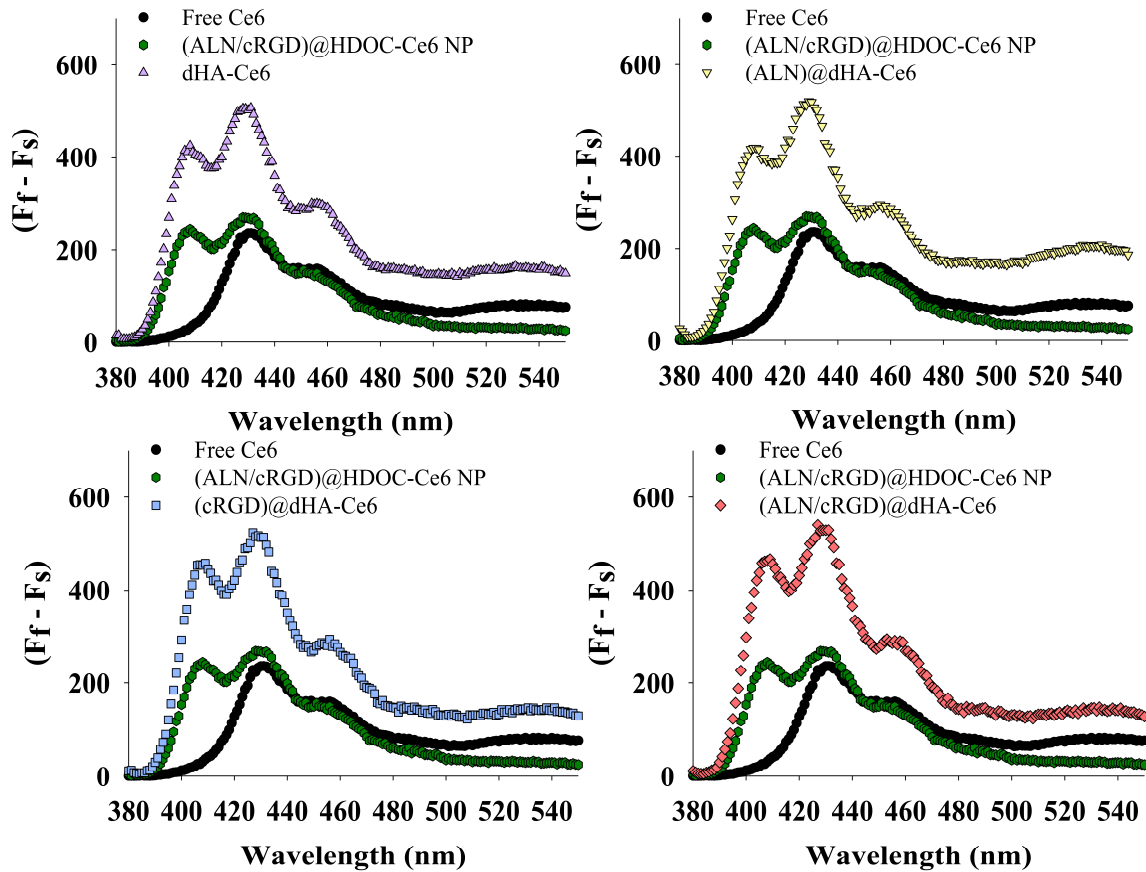 Free Ce6
(ALN/cRGD)@HDOC-Ce6 NP
dHA-Ce6
600
400
200
0
(Ff - Fs)
380 400 420 440 460 480 500 520 540
Wavelength (nm)
Free Ce6
(ALN/cRGD)@HDOC-Ce6 NP
(ALN)@dHA-Ce6
600
400
200
0
(Ff - Fs)
380 400 420 440 460 480 500 520 540
Wavelength (nm)
Free Ce6
(ALN/cRGD)@HDOC-Ce6 NP
(cRGD)@dHA-Ce6
600
400
200
0
(Ff - Fs)
380 400 420 440 460 480 500 520 540
Wavelength (nm)
Free Ce6
(ALN/cRGD)@HDOC-Ce6 NP
(ALN/cRGD)@dHA-Ce6
600
400
200
0
(Ff - Fs)
380 400 420 440 460 480 500 520 540
Wavelength (nm)